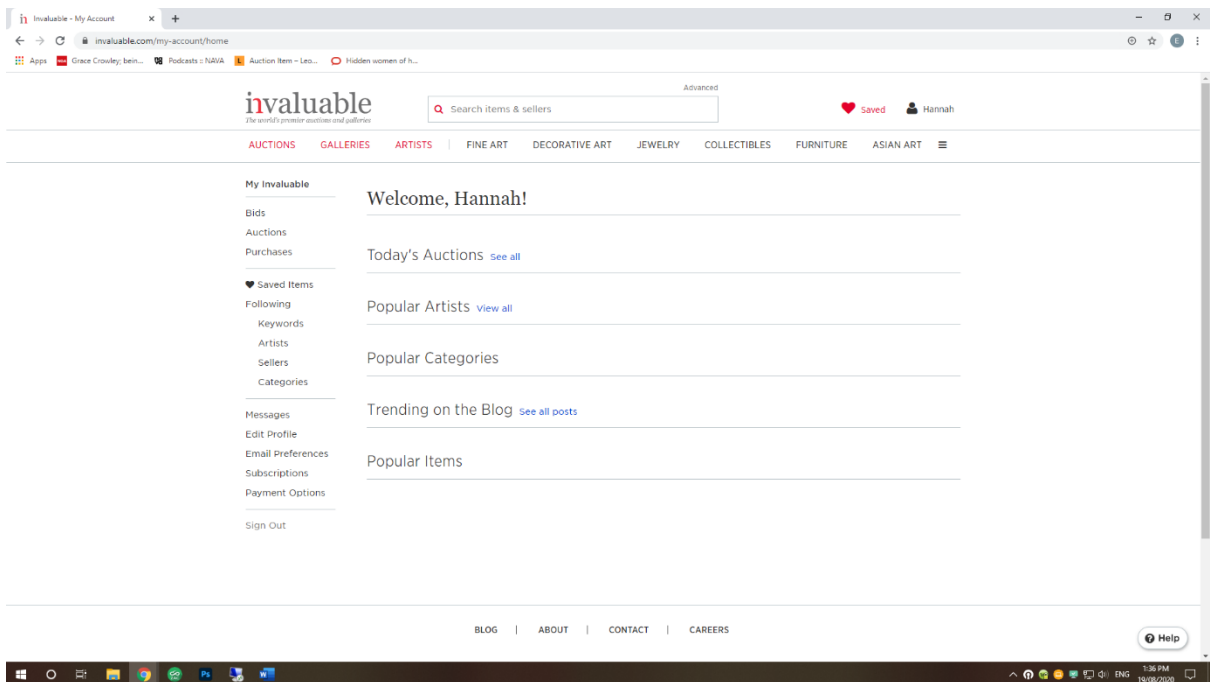 Invaluable - My Account
invaluable.com/my-account/home
E
Apps Grace Crowley; bein... Podcasts :: NAVA L Auction Item – Leo... Hidden women of h...
Advanced
invaluable
The world's premier auctions and galleries
Search items & sellers
Saved Hannah
AUCTIONS GALLERIES ARTISTS FINE ART DECORATIVE ART JEWELRY COLLECTIBLES FURNITURE ASIAN ART
My Invaluable
Bids
Auctions
Purchases
Saved Items
Following
Keywords
Artists
Sellers
Categories
Messages
Edit Profile
Email Preferences
Subscriptions
Payment Options
Sign Out
Welcome, Hannah!
Today's Auctions See all
Popular Artists View all
Popular Categories
Trending on the Blog See all posts
Popular Items
BLOG | ABOUT | CONTACT | CAREERS
Help
Ps W ENG 1:36 PM
19/08/2020